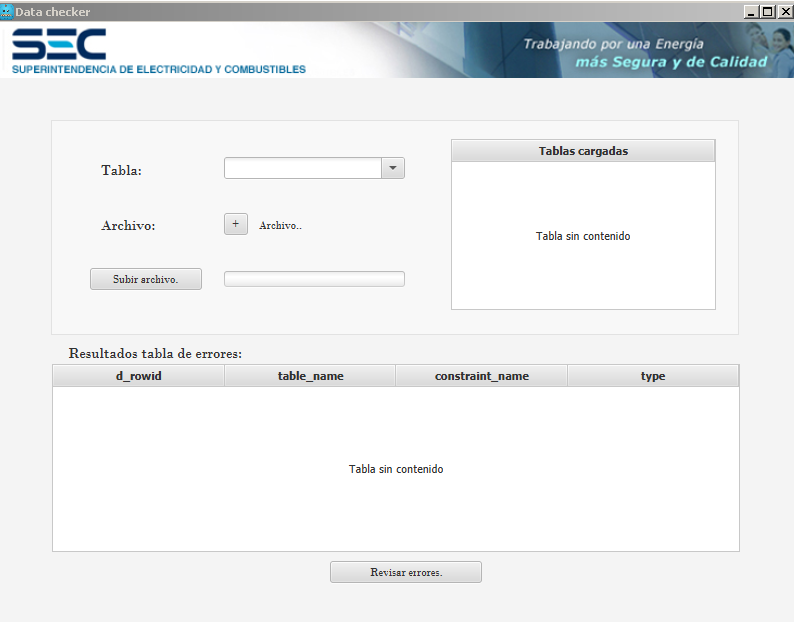 Data checker
SEC
SUPERINTENDENCIA DE ELECTRICIDAD Y COMBUSTIBLES
Trabajando por una Energía
más Segura y de Calidad
Tabla:
Tablas cargadas
Tabla sin contenido
Archivo:
+
Archivo..
Subir archivo.
Resultados tabla de errores:
d_rowid table_name constraint_name type
Tabla sin contenido
Revisar errores.